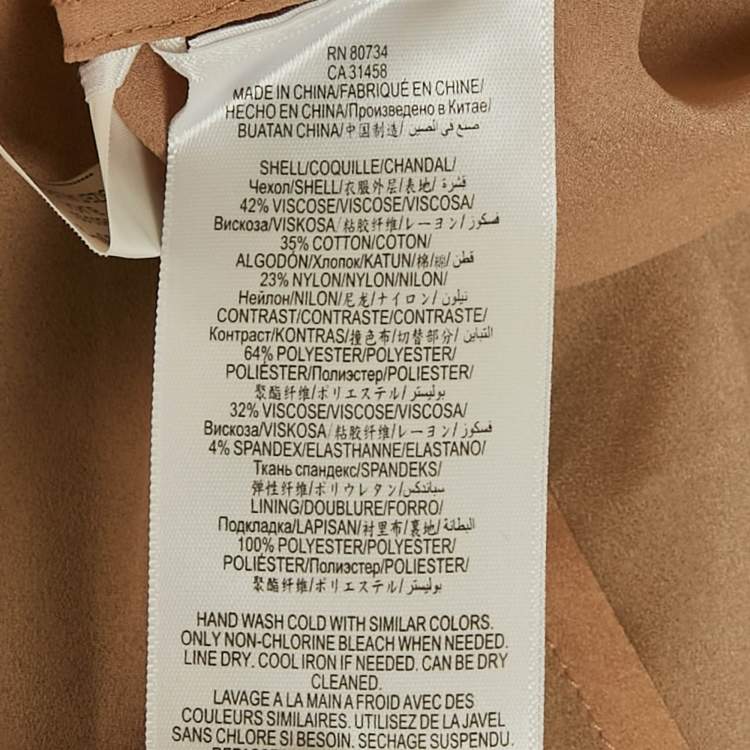 RN 80734
CA 31458
MADE IN CHINA/FABRIQUÉ EN CHINE/
HECHO EN CHINA/Произведено в Китае/
BUATAN CHINA/中国制造/صنع في الصين
SHELL/COQUILLE/CHANDAL/
Чехол/SHELL/衣服外层/表地/قشرة
42% VISCOSE/VISCOSE/VISCOSA/
Вискоза/VISKOSA/粘胶纤维/レーヨン/فسكوز
35% COTTON/COTON/
ALGODÓN/Хлопок/KATUN/棉/綿/قطن
23% NYLON/NYLON/NILON/
Нейлон/NILON/尼龙/ナイロン/نيلون
CONTRAST/CONTRASTE/CONTRASTE/
Контраст/KONTRAS/撞色布/切替部分/التباين
64% POLYESTER/POLYESTER/
POLIÉSTER/Полиэстер/POLIESTER/
聚酯纤维/ポリエステル/بوليستر
32% VISCOSE/VISCOSE/VISCOSA/
Вискоза/VISKOSA/粘胶纤维/レーヨン/فسكوز
4% SPANDEX/ELASTHANNE/ELASTANO/
Ткань спандекс/SPANDEKS/
弹性纤维/ポリウレタン/سباندكس
LINING/DOUBLURE/FORRO/
Подкладка/LAPISAN/衬里布/裏地/البطانة
100% POLYESTER/POLYESTER/
POLIÉSTER/Полиэстер/POLIESTER/
聚酯纤维/ポリエステル/بوليستر
HAND WASH COLD WITH SIMILAR COLORS.
ONLY NON-CHLORINE BLEACH WHEN NEEDED.
LINE DRY. COOL IRON IF NEEDED. CAN BE DRY
CLEANED.
LAVAGE A LA MAIN A FROID AVEC DES
COULEURS SIMILAIRES. UTILISEZ DE LA JAVEL
SANS CHLORE SI BESOIN. SECHAGE SUSPENDU.